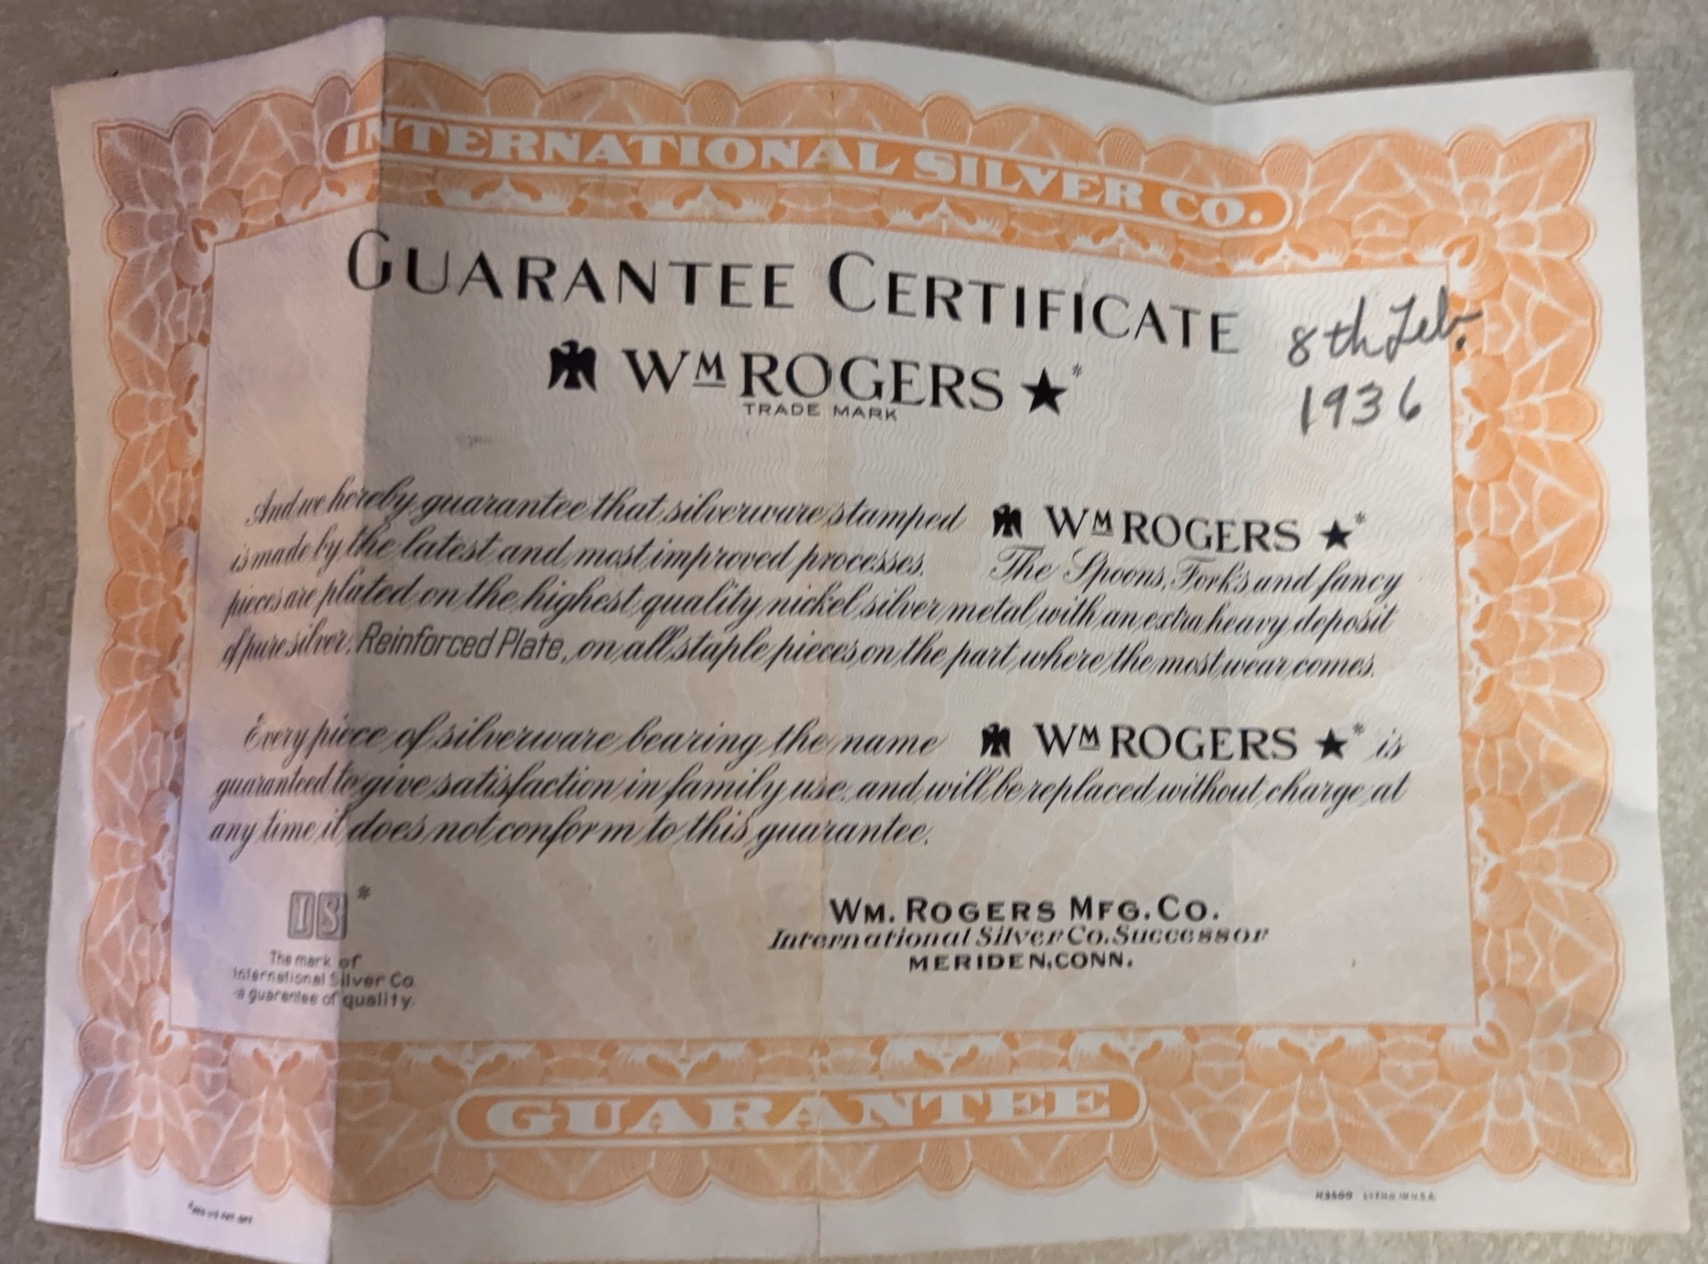 INTERNATIONAL SILVER CO.
GUARANTEE CERTIFICATE
8th Feb.
1936
WM ROGERS ★*
TRADE MARK
And we hereby guarantee that silverware stamped WM ROGERS ★*
is made by the latest and most improved processes. The Spoons, Forks and fancy
pieces are plated on the highest quality nickel silver metal with an extra heavy deposit
of pure silver. Reinforced Plate, on all staple pieces on the part where the most wear comes.
Every piece of silverware bearing the name WM ROGERS ★* is
guaranteed to give satisfaction in family use, and will be replaced without charge at
any time it does not conform to this guarantee.
IS*
The mark of
International Silver Co.
a guarantee of quality.
WM. ROGERS MFG. CO.
International Silver Co. Successor
MERIDEN, CONN.
GUARANTEE
*REG US PAT. OFF.
LITHO IN U.S.A.